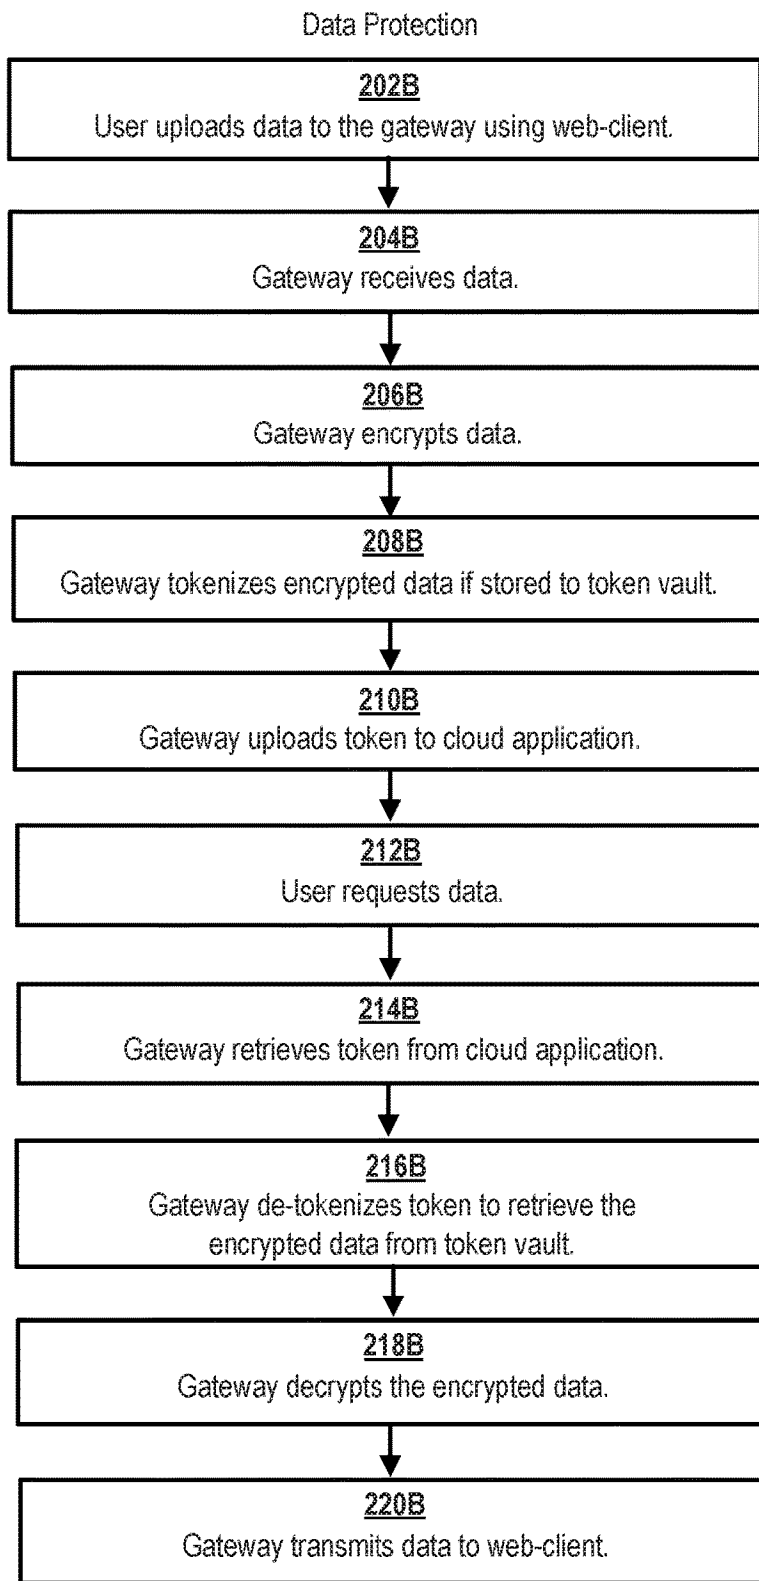 Data Protection
202B
User uploads data to the gateway using web-client.
204B
Gateway receives data.
206B
Gateway encrypts data.
208B
Gateway tokenizes encrypted data if stored to token vault.
210B
Gateway uploads token to cloud application.
212B
User requests data.
214B
Gateway retrieves token from cloud application.
216B
Gateway de-tokenizes token to retrieve the
encrypted data from token vault.
218B
Gateway decrypts the encrypted data.
220B
Gateway transmits data to web-client.